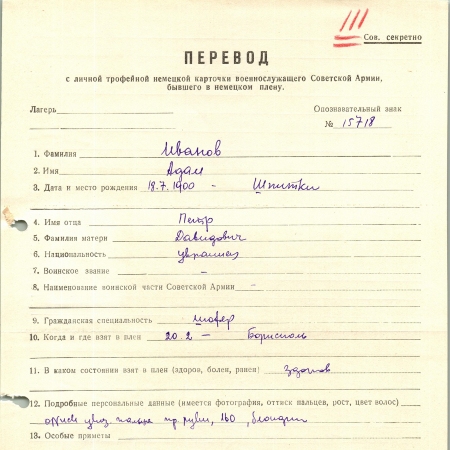 Сов. секретно
ПЕРЕВОД
с личной трофейной немецкой карточки военнослужащего Советской Армии,
бывшего в немецком плену.
Лагерь
Опознавательный знак
№ 15718
1. Фамилия Иванов
2. Имя Адам
3. Дата и место рождения 18.7.1900 - Шпитки
4. Имя отца Петр
5. Фамилия матери Давидович
6. Национальность украинец
7. Воинское звание -
8. Наименование воинской части Советской Армии -
9. Гражданская специальность шофер
10. Когда и где взят в плен 20.2 - Борисполь
11. В каком состоянии взят в плен (здоров, болен, ранен) здоров
12. Подробные персональные данные (имеется фотография, оттиск пальцев, рост, цвет волос)
оттиск пальца пр. руки, 160, блондин
13. Особые приметы